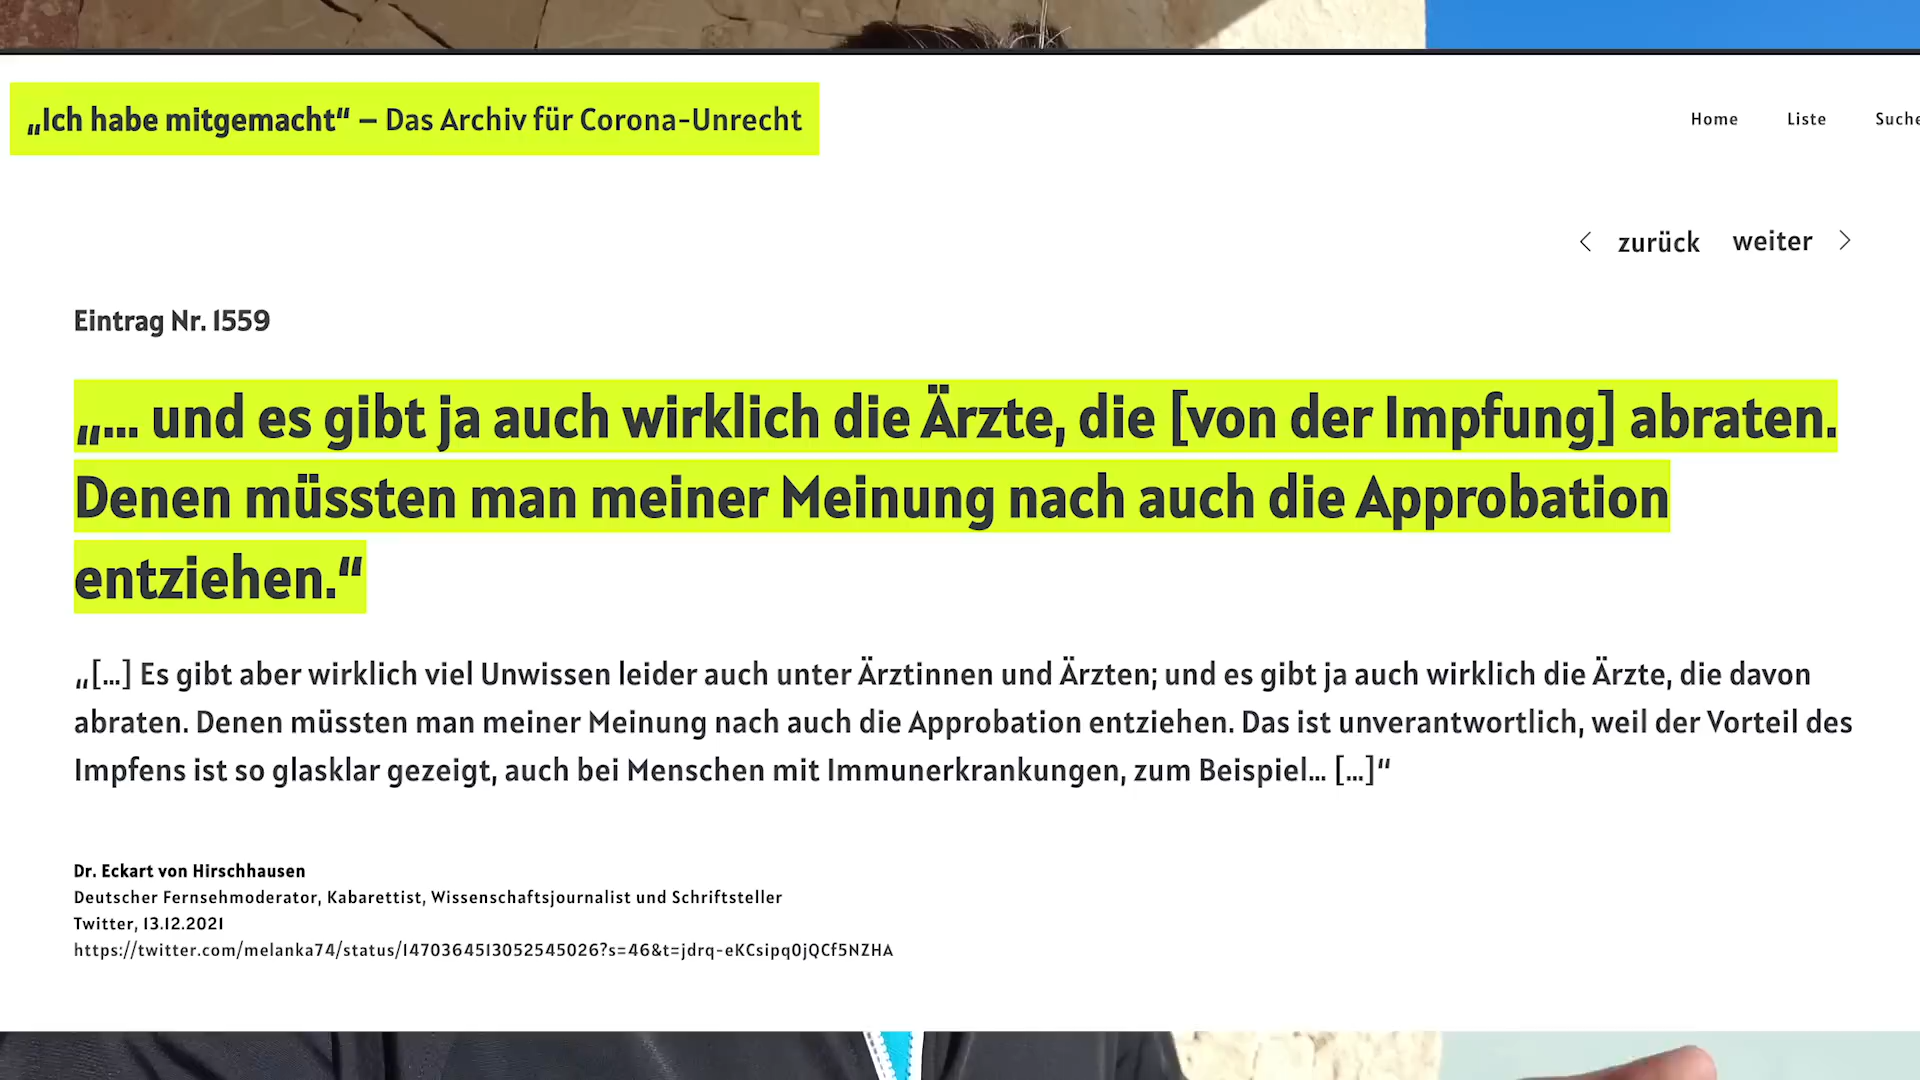 „Ich habe mitgemacht“ – Das Archiv für Corona-Unrecht
Home Liste Suche
zurück weiter
Eintrag Nr. 1559
„... und es gibt ja auch wirklich die Ärzte, die [von der Impfung] abraten.
Denen müssten man meiner Meinung nach auch die Approbation
entziehen.“
„[...] Es gibt aber wirklich viel Unwissen leider auch unter Ärztinnen und Ärzten; und es gibt ja auch wirklich die Ärzte, die davon
abraten. Denen müssten man meiner Meinung nach auch die Approbation entziehen. Das ist unverantwortlich, weil der Vorteil des
Impfens ist so glasklar gezeigt, auch bei Menschen mit Immunerkrankungen, zum Beispiel... [...]“
Dr. Eckart von Hirschhausen
Deutscher Fernsehmoderator, Kabarettist, Wissenschaftsjournalist und Schriftsteller
Twitter, 13.12.2021
https://twitter.com/melanka74/status/1470364513052545026?s=46&t=jdrq-eKCsipq0jQCf5NZHA